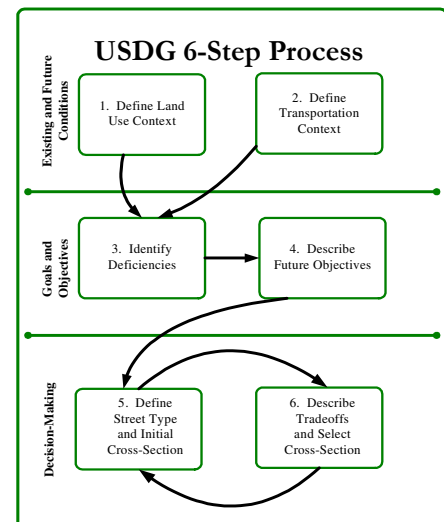 USDG 6-Step Process
Existing and Future
Conditions
1. Define Land
Use Context
2. Define
Transportation
Context
Goals and
Objectives
3. Identify
Deficiencies
4. Describe
Future Objectives
Decision-Making
5. Define
Street Type
and Initial
Cross-Section
6. Describe
Tradeoffs
and Select
Cross-Section